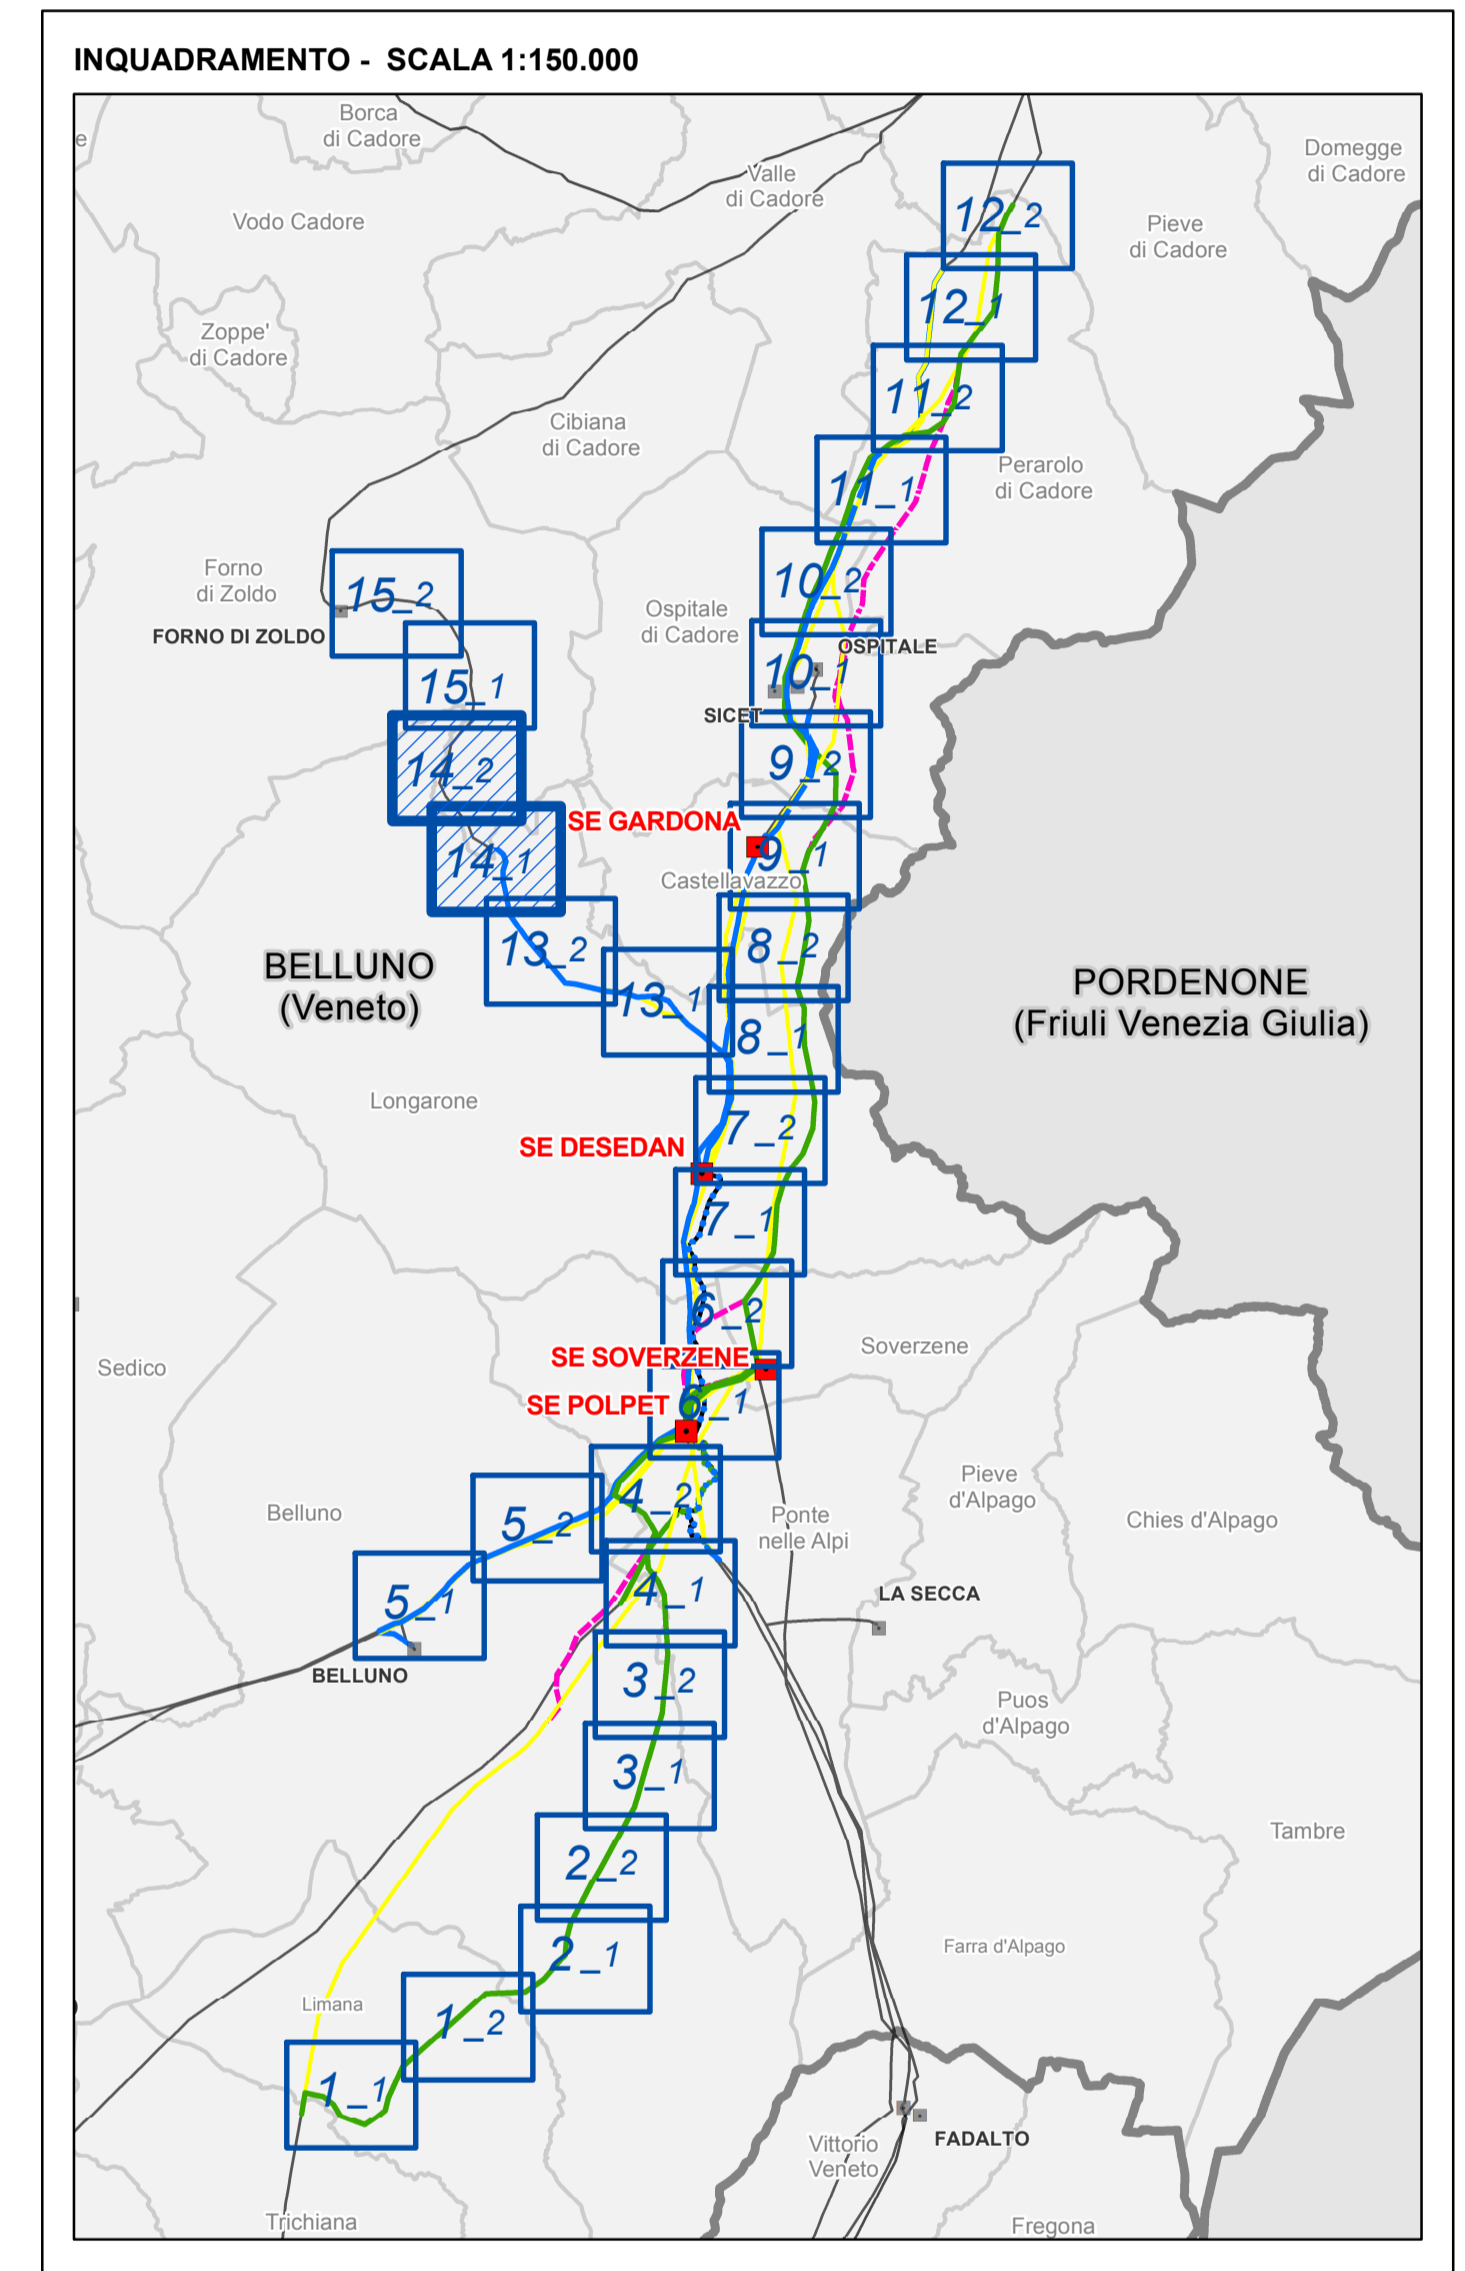 INQUADRAMENTO - SCALA 1:150.000
Borca
di Cadore
e
Valle
di Cadore
Domegge
di Cadore
Vodo Cadore
12_2
Pieve
di Cadore
12_1
Zoppe'
di Cadore
11_2
Cibiana
di Cadore
Perarolo
di Cadore
11_1
Forno
di Zoldo
15_2
10_2
Ospitale
di Cadore
FORNO DI ZOLDO
OSPITALE
15_1
10_1
SICET
14_2
9_2
SE GARDONA
14_1
9_1
Castellavazzo
13_2
8_2
BELLUNO
(Veneto)
PORDENONE
(Friuli Venezia Giulia)
13_1
8_1
Longarone
7_2
SE DESEDAN
7_1
6_2
Soverzene
SE SOVERZENE
Sedico
SE POLPET
6_1
Pieve
d'Alpago
4_2
Belluno
5_2
Ponte
nelle Alpi
Chies d'Alpago
4_1
5_1
LA SECCA
BELLUNO
3_2
Puos
d'Alpago
3_1
Tambre
2_2
Farra d'Alpago
2_1
Limana
1_2
1_1
FADALTO
Vittorio
Veneto
Trichiana
Fregona